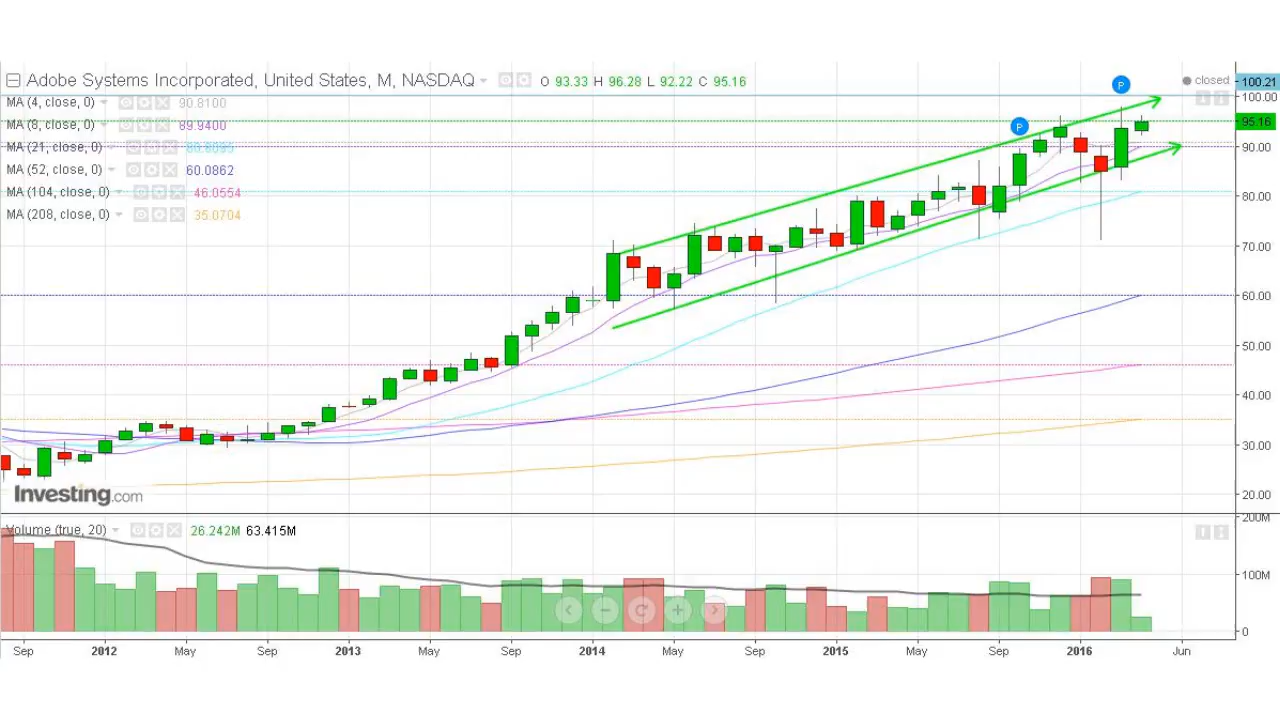 Adobe Systems Incorporated, United States, M, NASDAQ O 93.33 H 96.28 L 92.22 C 95.16
closed
100.21
MA (4, close, 0) 90.8100
100.00
P
MA (8, close, 0) 89.9400
P
95.16
MA (21, close, 0)
90.00
MA (52, close, 0) 60.0862
MA (104, close, 0) 46.0554
80.00
MA (208, close, 0) 35.0704
70.00
60.00
50.00
40.00
30.00
20.00
Investing.com
Volume (true, 20) 26.242M 63.415M
200M
100M
0
Sep 2012 May Sep 2013 May Sep 2014 May Sep 2015 May Sep 2016 Jun